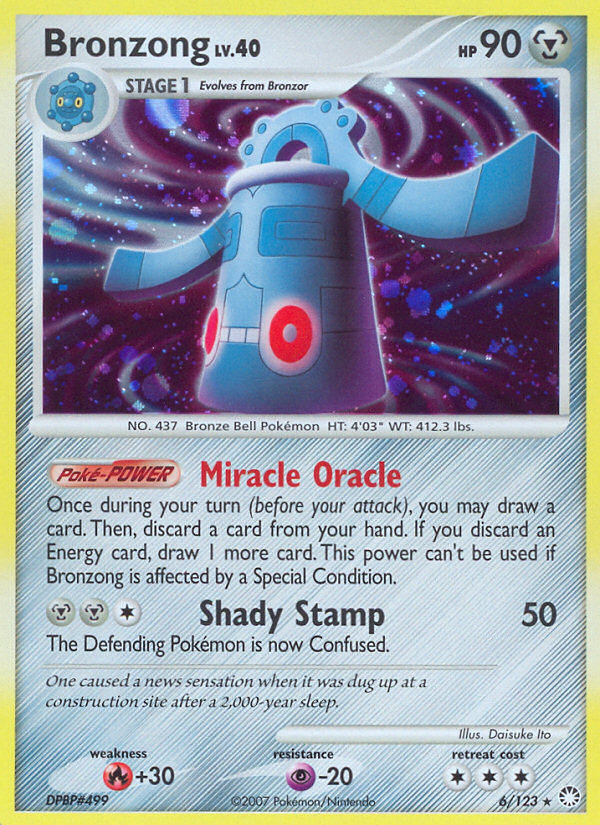 Bronzong LV.40 HP 90
STAGE 1 Evolves from Bronzor
NO. 437 Bronze Bell Pokémon HT: 4'03" WT: 412.3 lbs.
Poké-POWER Miracle Oracle
Once during your turn (before your attack), you may draw a
card. Then, discard a card from your hand. If you discard an
Energy card, draw 1 more card. This power can't be used if
Bronzong is affected by a Special Condition.
Shady Stamp 50
The Defending Pokémon is now Confused.
One caused a news sensation when it was dug up at a
construction site after a 2,000-year sleep.
Illus. Daisuke Ito
weakness resistance retreat cost
+30 -20
DPBP#499 ©2007 Pokémon/Nintendo 6/123 ★